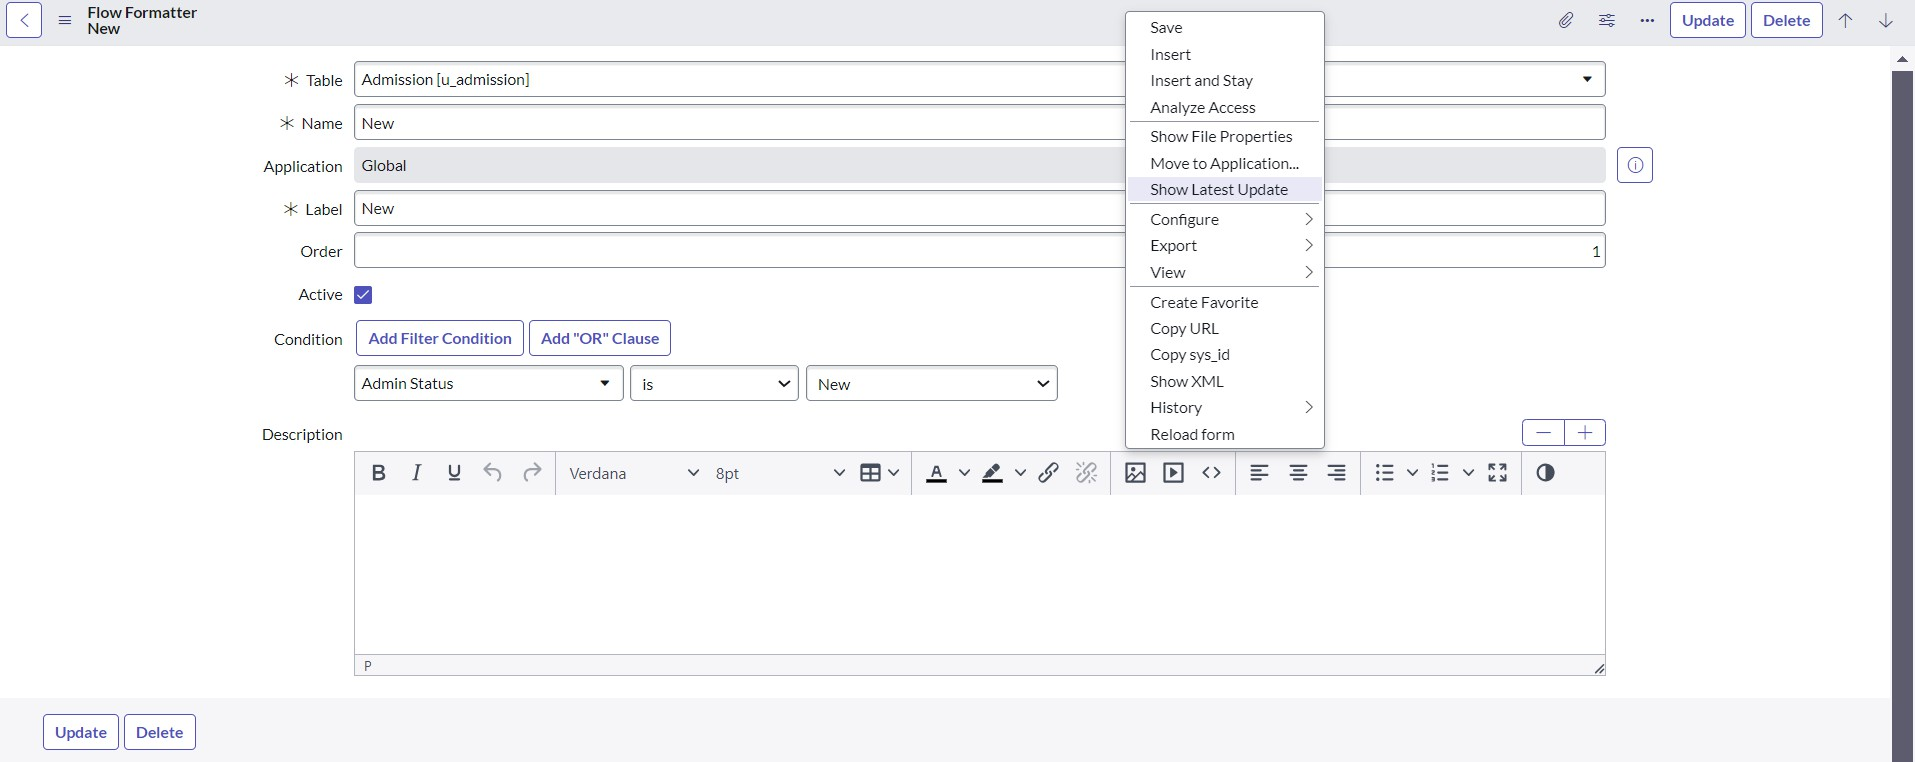 Flow Formatter
New
Update
Delete
Save
Insert
Insert and Stay
Analyze Access
Show File Properties
Move to Application...
Show Latest Update
Configure
Export
View
Create Favorite
Copy URL
Copy sys_id
Show XML
History
Reload form
Table
Admission [u_admission]
Name
New
Application
Global
Label
New
Order
1
Active
Condition
Add Filter Condition
Add "OR" Clause
Admin Status
is
New
Description
B I U
Verdana
8pt
A
P
Update
Delete